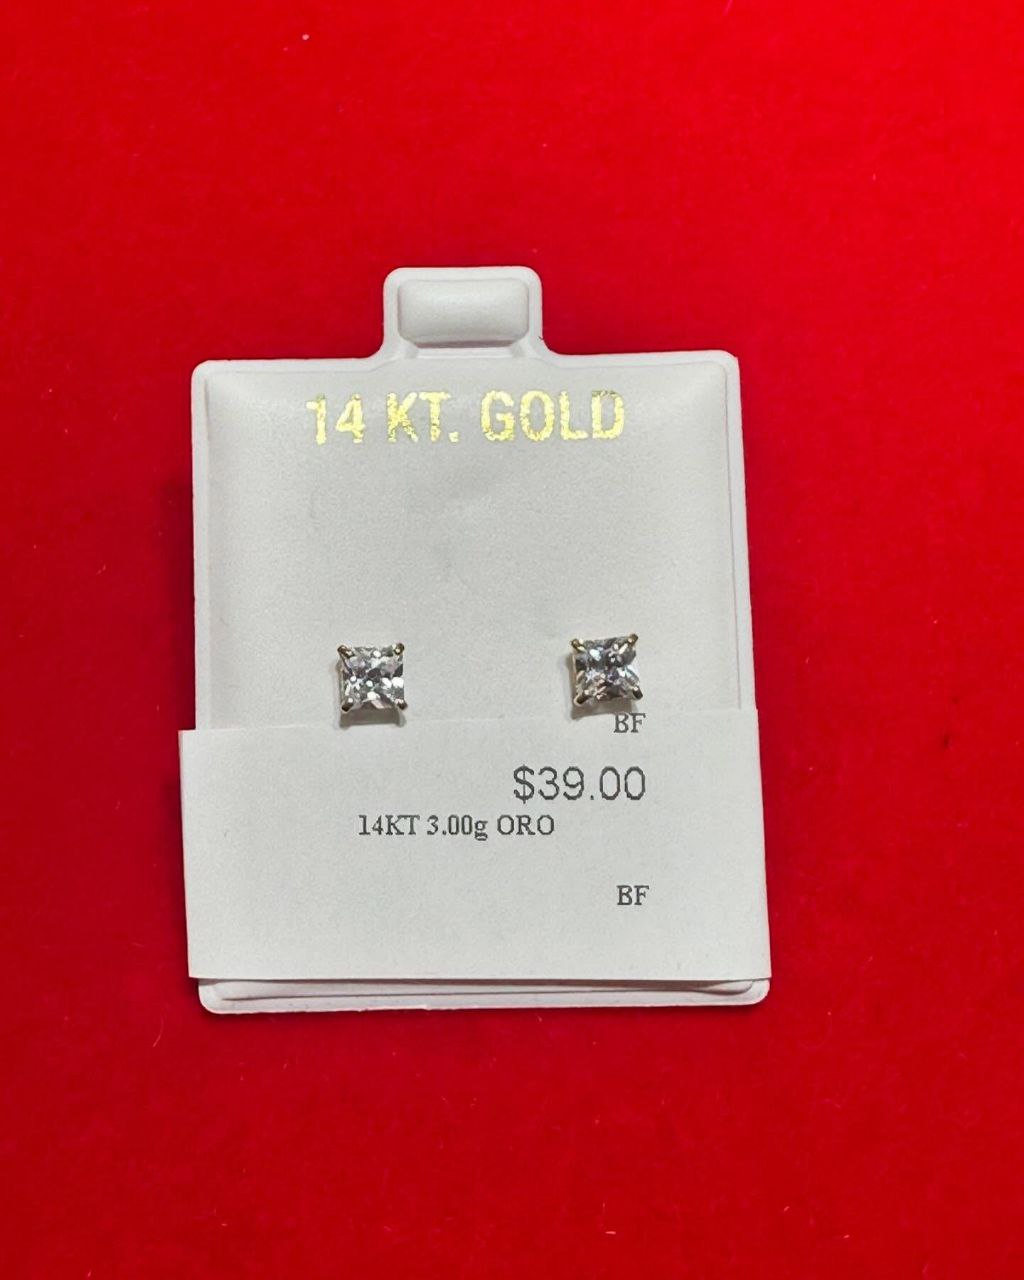 14 KT. GOLD
BF
$39.00
14KT 3.00g ORO
BF